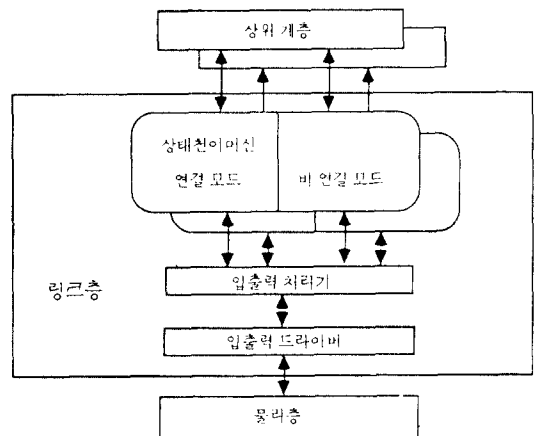 상위 계층
상태천이머신
연결 모드
비 연결 모드
입출력 처리기
링크층
입출력 드라이버
물리층